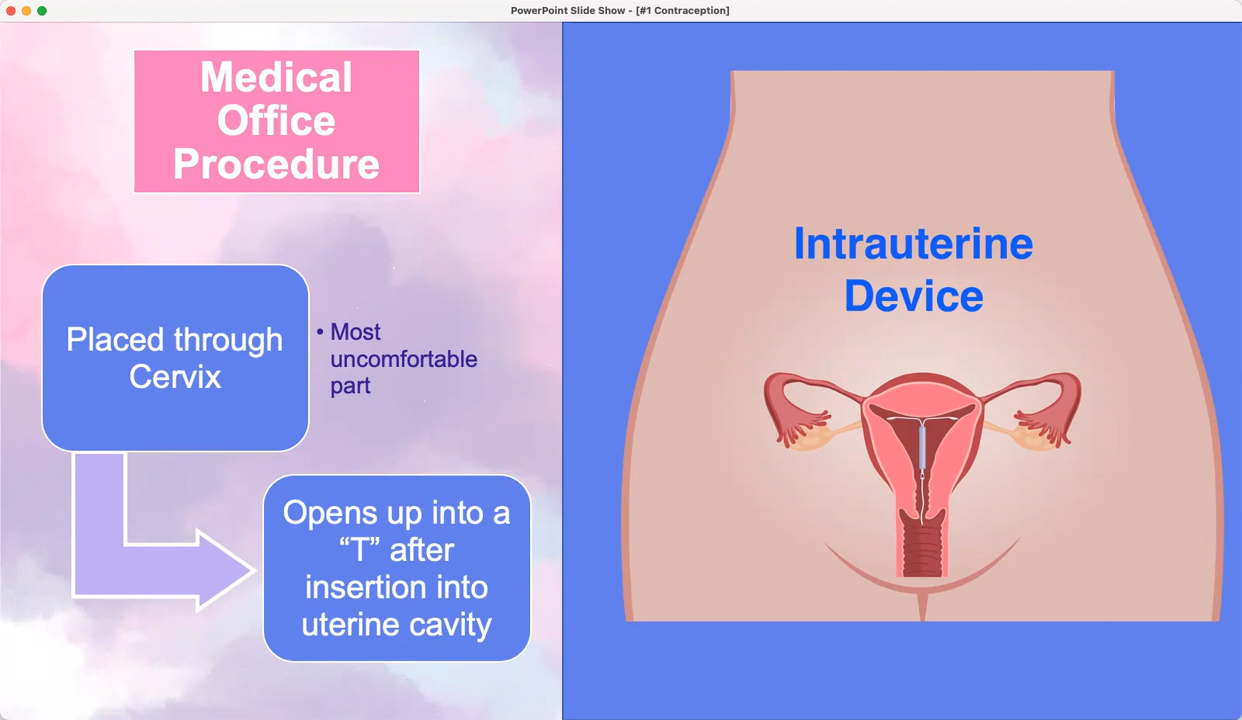 PowerPoint Slide Show - [#1 Contraception]
Medical
Office
Procedure
Placed through
Cervix
• Most
uncomfortable
part
Opens up into a
“T” after
insertion into
uterine cavity
Intrauterine
Device